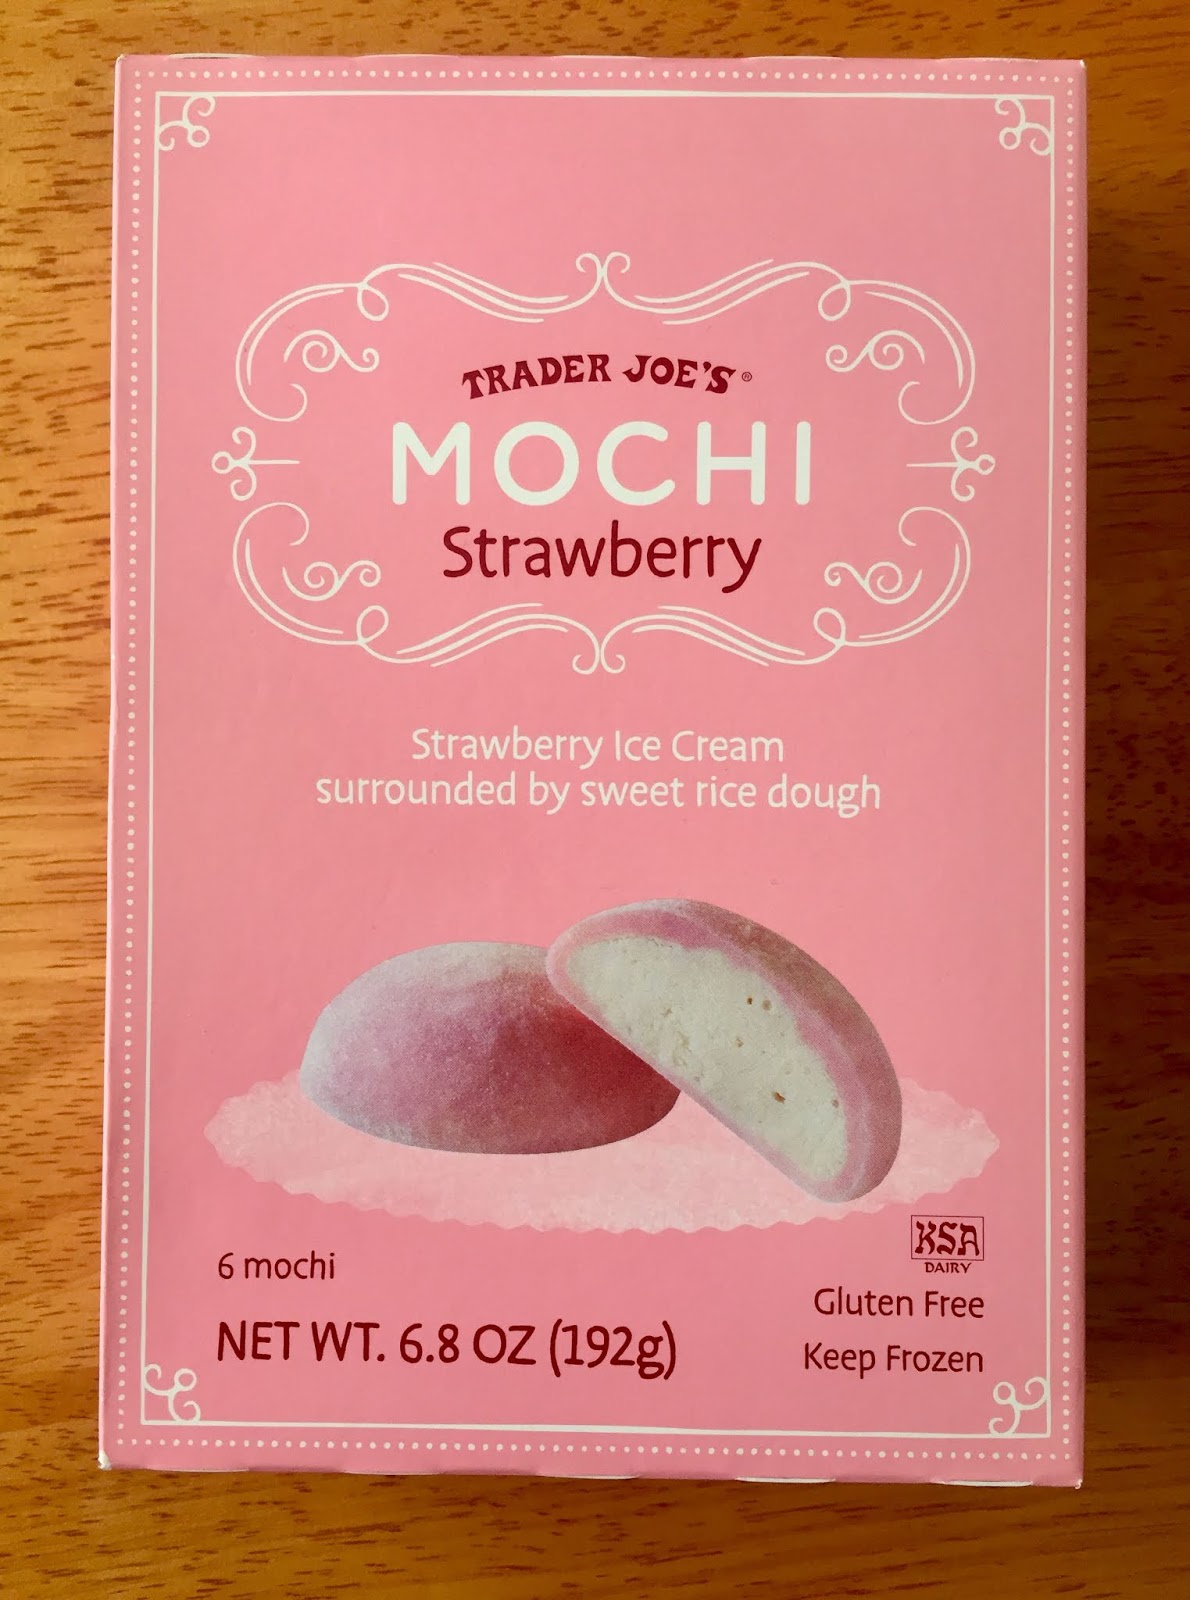 TRADER JOE'S®
MOCHI
Strawberry
Strawberry Ice Cream
surrounded by sweet rice dough
KSA
DAIRY
6 mochi
Gluten Free
NET WT. 6.8 OZ (192g)
Keep Frozen